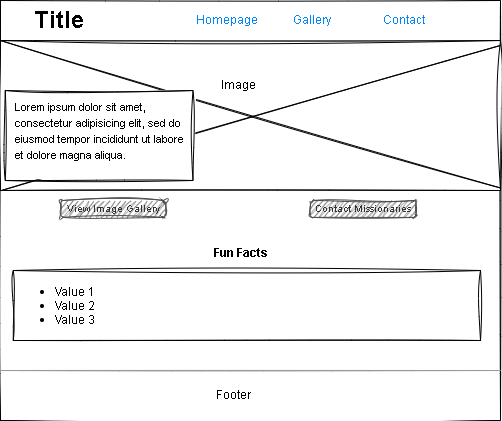 Title Homepage Gallery Contact
Image
Lorem ipsum dolor sit amet,
consectetur adipisicing elit, sed do
eiusmod tempor incididunt ut labore
et dolore magna aliqua.
View Image Gallery Contact Missionaries
Fun Facts
• Value 1
• Value 2
• Value 3
Footer